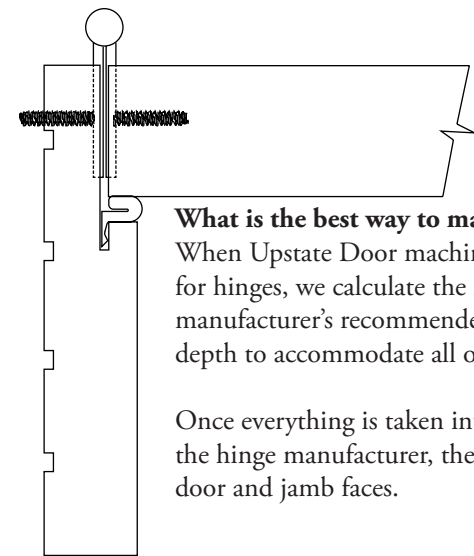 What is the best way to ma
When Upstate Door machin
for hinges, we calculate the
manufacturer's recommende
depth to accommodate all o
Once everything is taken in
the hinge manufacturer, the
door and jamb faces.